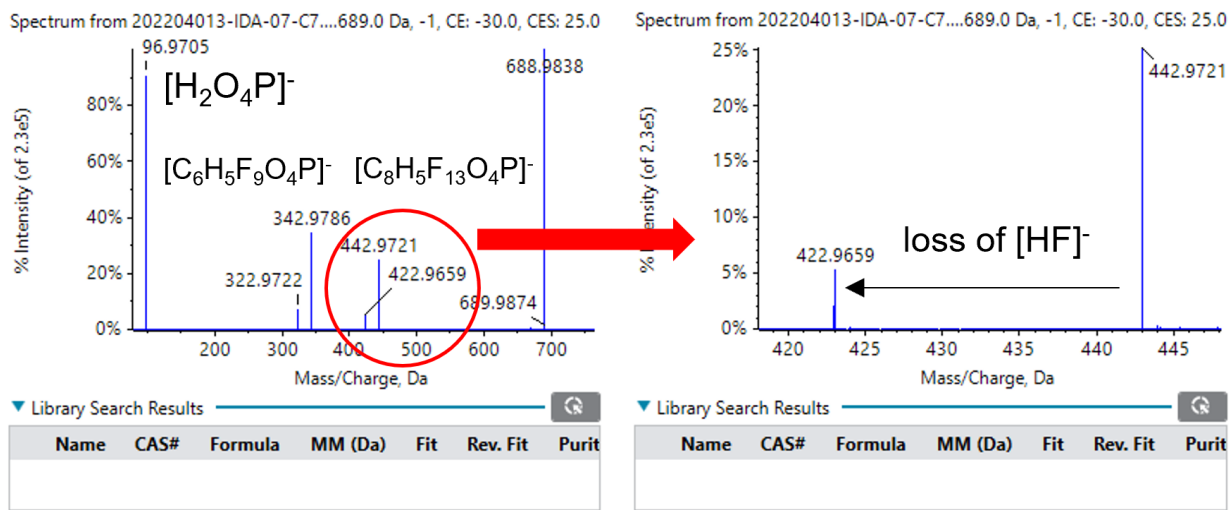 Spectrum from 202204013-IDA-07-C7....689.0 Da, -1, CE: -30.0, CES: 25.0
% Intensity (of 2.3e5)
96.9705
688.9838
[H₂O₄P]⁻
80%
60%
[C₆H₅F₉O₄P]⁻ [C₈H₅F₁₃O₄P]⁻
40%
342.9786
442.9721
322.9722
422.9659
20%
689.9874
0%
200 300 400 500 600 700
Mass/Charge, Da
Library Search Results
Name CAS# Formula MM (Da) Fit Rev. Fit Purit
Spectrum from 202204013-IDA-07-C7....689.0 Da, -1, CE: -30.0, CES: 25.0
% Intensity (of 2.3e5)
25%
442.9721
20%
15%
10%
loss of [HF]⁻
422.9659
5%
0%
420 425 430 435 440 445
Mass/Charge, Da
Library Search Results
Name CAS# Formula MM (Da) Fit Rev. Fit Purit